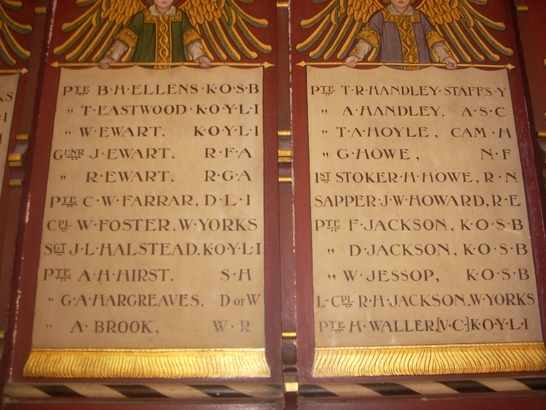 PTE B·H·ELLENS·K·O·S·B
" T·EASTWOOD·K·O·Y·L·I
" W·EWART, K·O·Y·L·I
GUNR J·EWART, R·F·A
" R·EWART, R·G·A
PTE C·W·FARRAR, D·L·I
CPL W·FOSTER, W·YORKS
SGT J·L·HALSTEAD, K·O·Y·L·I
PTE A·H·HIRST, S·H
" G·A·HARGREAVES, D of W
" A·BROOK, W·R
PTE T·R·HANDLEY·STAFFS·Y
" A·HANDLEY, A·S·C
" T·A·HOYLE, CAM·H
" G·HOWE, N·F
1ST STOKER·H·HOWE, R·N
SAPPER·J·W·HOWARD, R·E
PTE F·JACKSON, K·O·S·B
" D·JACKSON, K·O·S·B
" W·JESSOP, K·O·S·B
L·CPL R·H·JACKSON, W·YORKS
PTE H·WALLER, [V·C·] K·O·Y·L·I